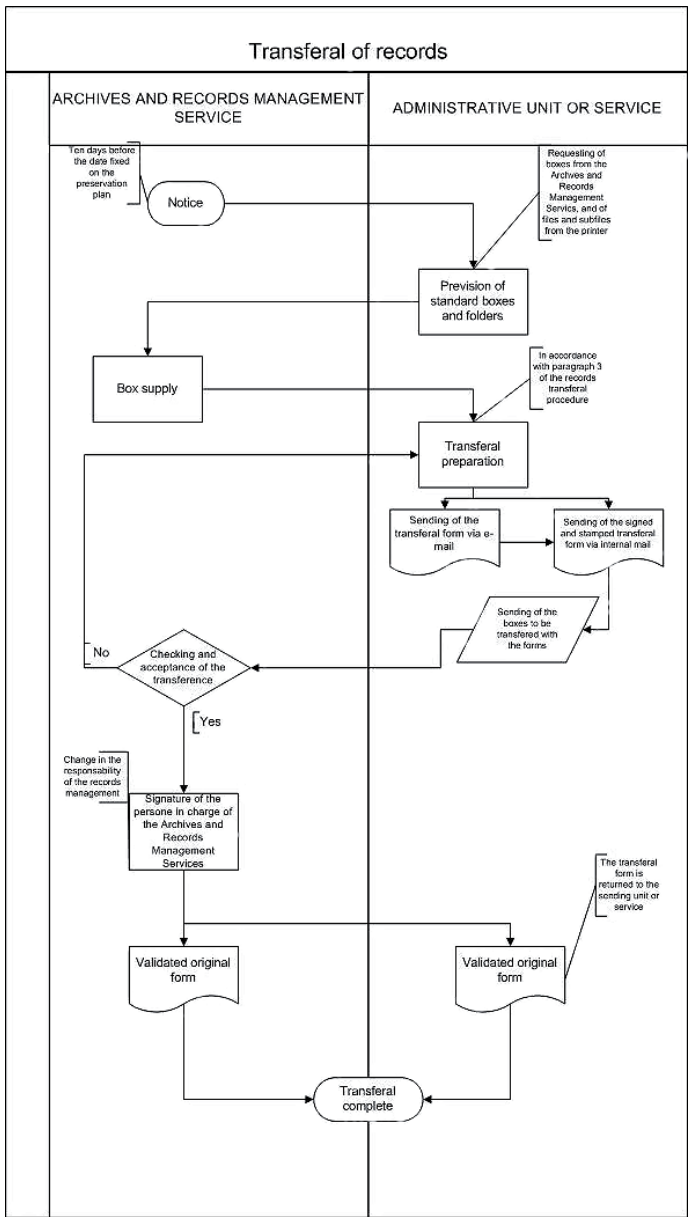 Transferal of records
ARCHIVES AND RECORDS MANAGEMENT
SERVICE
ADMINISTRATIVE UNIT OR SERVICE
Ten days before
the date fixed
on the
preservation
plan
Notice
Requesting of
boxes from the
Archves and
Records
Management
Servics, and of
files and subfiles
from the printer
Prevision of
standard boxes
and folders
Box supply
In accordance
with paragraph 3
of the records
transferal
procedure
Transferal
preparation
Sending of the
transferal form via e-
mail
Sending of the signed
and stamped transferal
form via internal mail
Sending of the
boxes to be
transfered with
the forms
No
Checking and
acceptance of the
transference
Yes
Change in the
responsability
of the records
management
Signature of the
persone in charge of
the Archives and
Records
Management
Services
The transferal
form is
returned to the
sending unit or
service
Validated original
form
Validated original
form
Transferal
complete